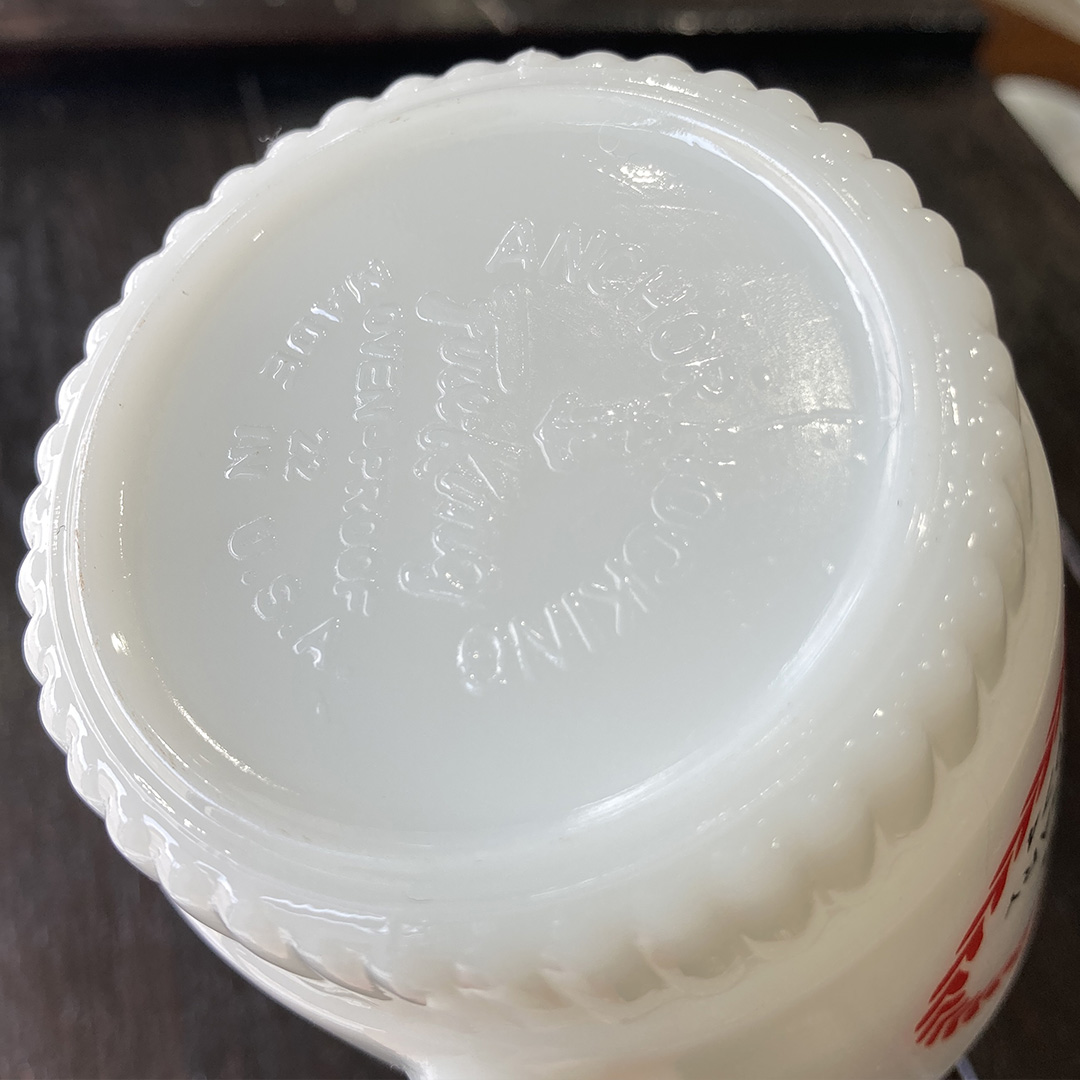 ANCHOR HOCKING
Fire-King
OVEN-PROOF
22
MADE IN U.S.A.